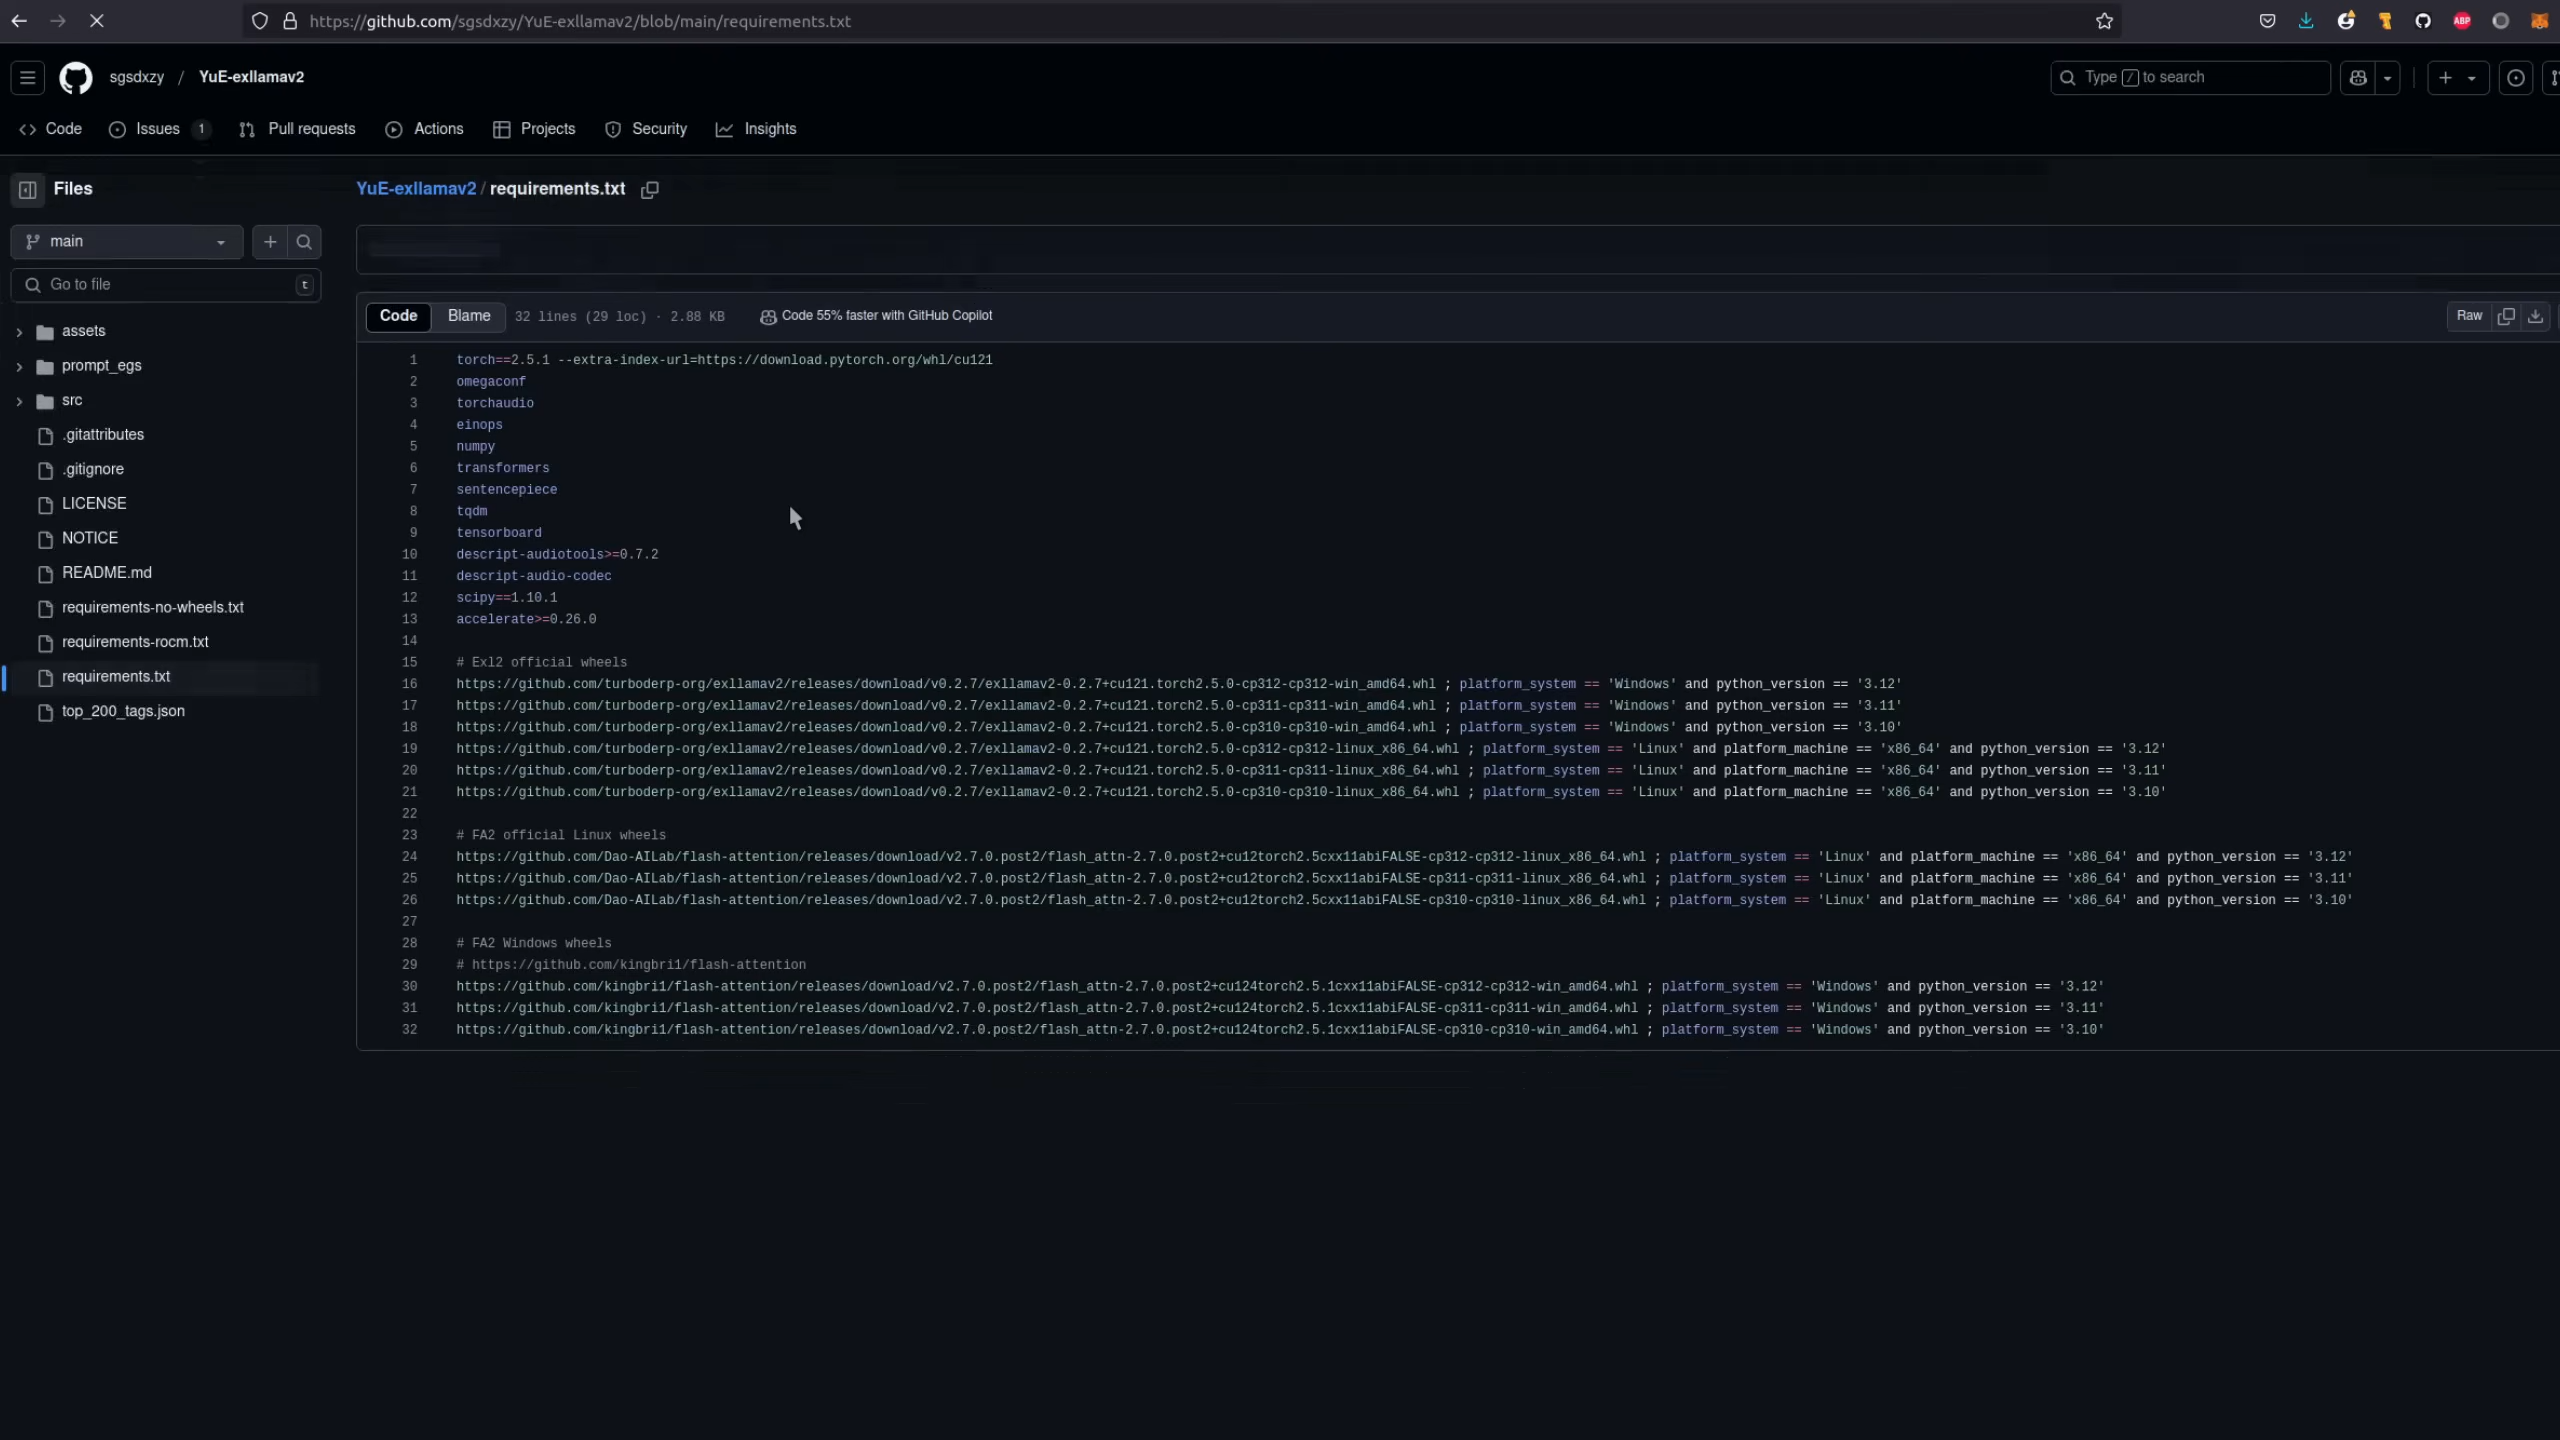 https://github.com/sgsdxzy/YuE-exllamav2/blob/main/requirements.txt
ABP
sgsdxzy / YuE-exllamav2
Type / to search
Code
Issues 1
Pull requests
Actions
Projects
Security
Insights
Files
YuE-exllamav2 / requirements.txt
main
Go to file
t
assets
prompt_egs
src
.gitattributes
.gitignore
LICENSE
NOTICE
README.md
requirements-no-wheels.txt
requirements-rocm.txt
requirements.txt
top_200_tags.json
Code Blame 32 lines (29 loc) · 2.88 KB Code 55% faster with GitHub Copilot Raw
1 torch==2.5.1 --extra-index-url=https://download.pytorch.org/whl/cu121
2 omegaconf
3 torchaudio
4 einops
5 numpy
6 transformers
7 sentencepiece
8 tqdm
9 tensorboard
10 descript-audiotools>=0.7.2
11 descript-audio-codec
12 scipy==1.10.1
13 accelerate>=0.26.0
14
15 # Exl2 official wheels
16 https://github.com/turboderp-org/exllamav2/releases/download/v0.2.7/exllamav2-0.2.7+cu121.torch2.5.0-cp312-cp312-win_amd64.whl ; platform_system == 'Windows' and python_version == '3.12'
17 https://github.com/turboderp-org/exllamav2/releases/download/v0.2.7/exllamav2-0.2.7+cu121.torch2.5.0-cp311-cp311-win_amd64.whl ; platform_system == 'Windows' and python_version == '3.11'
18 https://github.com/turboderp-org/exllamav2/releases/download/v0.2.7/exllamav2-0.2.7+cu121.torch2.5.0-cp310-cp310-win_amd64.whl ; platform_system == 'Windows' and python_version == '3.10'
19 https://github.com/turboderp-org/exllamav2/releases/download/v0.2.7/exllamav2-0.2.7+cu121.torch2.5.0-cp312-cp312-linux_x86_64.whl ; platform_system == 'Linux' and platform_machine == 'x86_64' and python_version == '3.12'
20 https://github.com/turboderp-org/exllamav2/releases/download/v0.2.7/exllamav2-0.2.7+cu121.torch2.5.0-cp311-cp311-linux_x86_64.whl ; platform_system == 'Linux' and platform_machine == 'x86_64' and python_version == '3.11'
21 https://github.com/turboderp-org/exllamav2/releases/download/v0.2.7/exllamav2-0.2.7+cu121.torch2.5.0-cp310-cp310-linux_x86_64.whl ; platform_system == 'Linux' and platform_machine == 'x86_64' and python_version == '3.10'
22
23 # FA2 official Linux wheels
24 https://github.com/Dao-AILab/flash-attention/releases/download/v2.7.0.post2/flash_attn-2.7.0.post2+cu12torch2.5cxx11abiFALSE-cp312-cp312-linux_x86_64.whl ; platform_system == 'Linux' and platform_machine == 'x86_64' and python_version == '3.12'
25 https://github.com/Dao-AILab/flash-attention/releases/download/v2.7.0.post2/flash_attn-2.7.0.post2+cu12torch2.5cxx11abiFALSE-cp311-cp311-linux_x86_64.whl ; platform_system == 'Linux' and platform_machine == 'x86_64' and python_version == '3.11'
26 https://github.com/Dao-AILab/flash-attention/releases/download/v2.7.0.post2/flash_attn-2.7.0.post2+cu12torch2.5cxx11abiFALSE-cp310-cp310-linux_x86_64.whl ; platform_system == 'Linux' and platform_machine == 'x86_64' and python_version == '3.10'
27
28 # FA2 Windows wheels
29 # https://github.com/kingbri1/flash-attention
30 https://github.com/kingbri1/flash-attention/releases/download/v2.7.0.post2/flash_attn-2.7.0.post2+cu124torch2.5.1cxx11abiFALSE-cp312-cp312-win_amd64.whl ; platform_system == 'Windows' and python_version == '3.12'
31 https://github.com/kingbri1/flash-attention/releases/download/v2.7.0.post2/flash_attn-2.7.0.post2+cu124torch2.5.1cxx11abiFALSE-cp311-cp311-win_amd64.whl ; platform_system == 'Windows' and python_version == '3.11'
32 https://github.com/kingbri1/flash-attention/releases/download/v2.7.0.post2/flash_attn-2.7.0.post2+cu124torch2.5.1cxx11abiFALSE-cp310-cp310-win_amd64.whl ; platform_system == 'Windows' and python_version == '3.10'